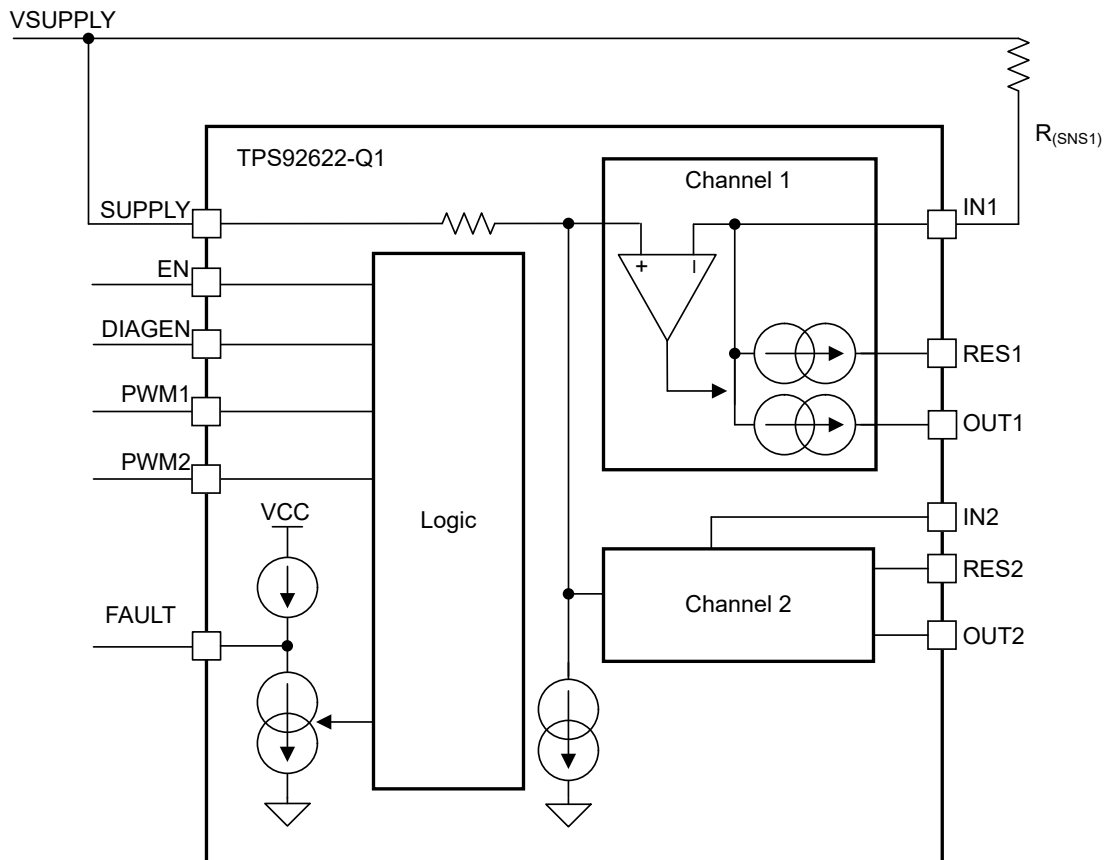 VSUPPLY
R(SNS1)
TPS92622-Q1
Channel 1
SUPPLY
IN1
+
–
EN
DIAGEN
RES1
PWM1
OUT1
PWM2
VCC
Logic
IN2
RES2
Channel 2
FAULT
OUT2